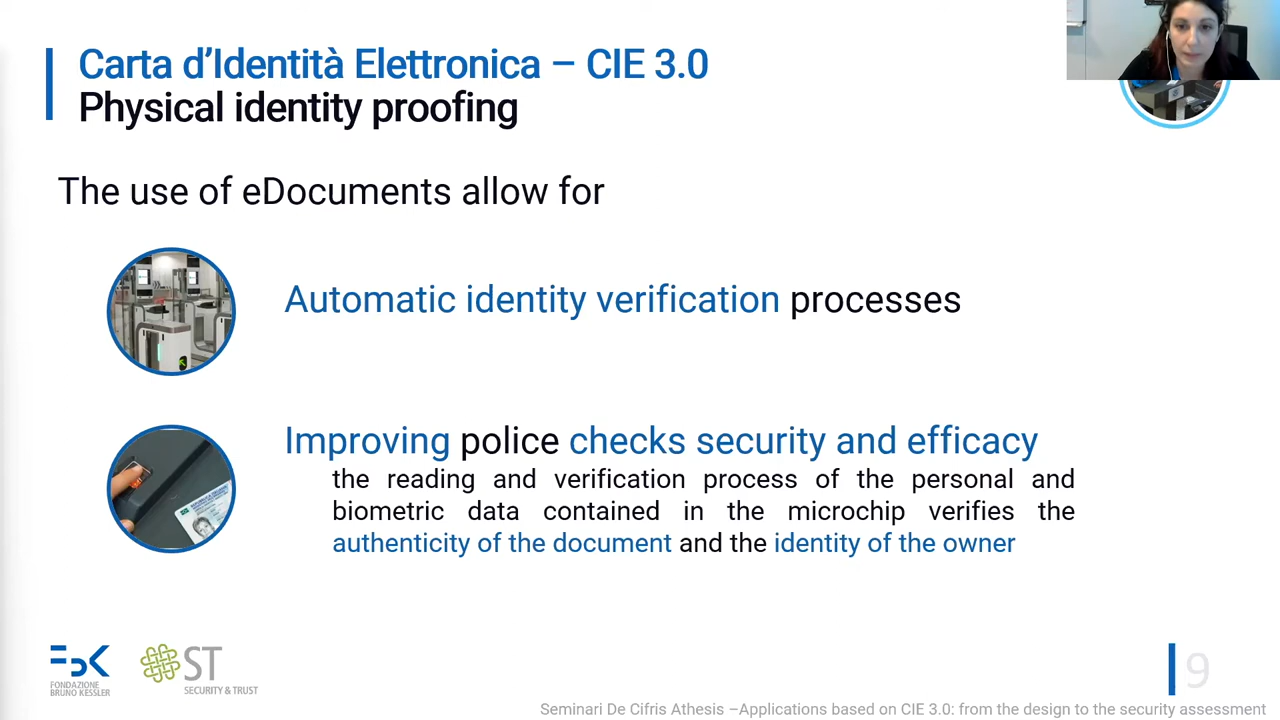 Carta d'Identità Elettronica – CIE 3.0
Physical identity proofing
The use of eDocuments allow for
Automatic identity verification processes
Improving police checks security and efficacy
the reading and verification process of the personal and
biometric data contained in the microchip verifies the
authenticity of the document and the identity of the owner
FBK
FONDAZIONE
BRUNO KESSLER
ST
SECURITY & TRUST
9
Seminari De Cifris Athesis –Applications based on CIE 3.0: from the design to the security assessment